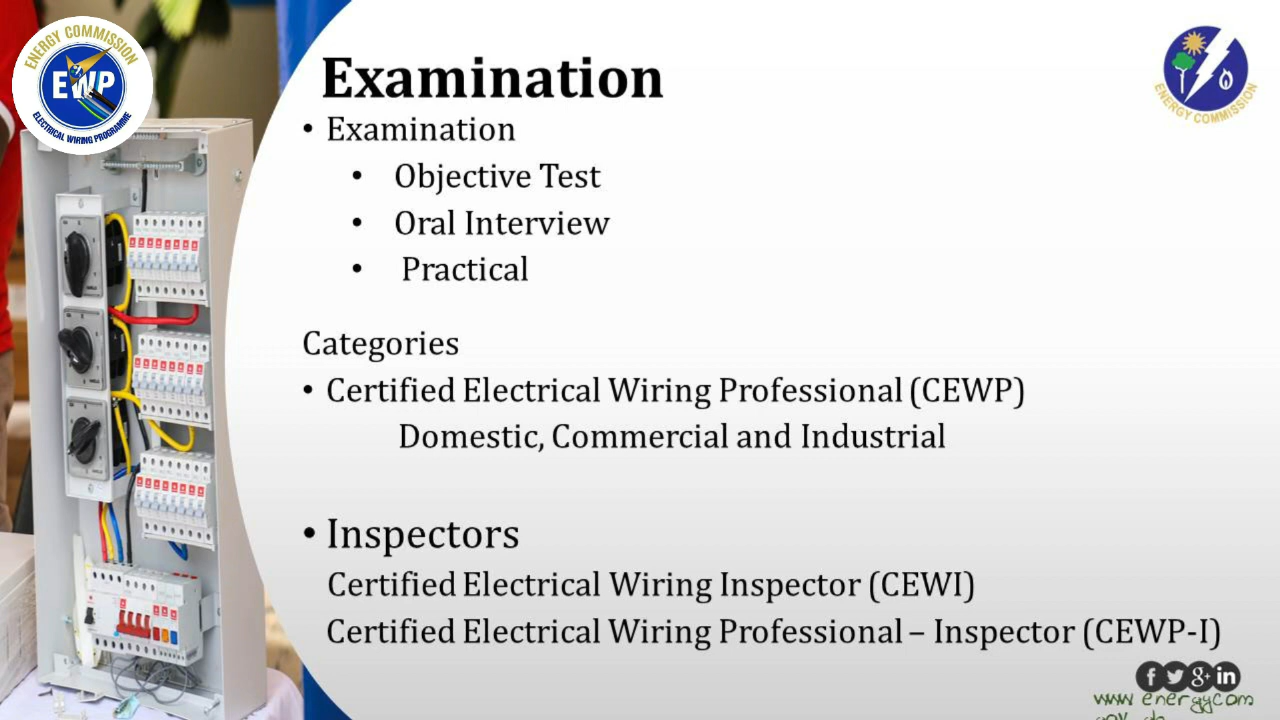 ENERGY COMMISSION
EWP
ELECTRICAL WIRING PROGRAMME
Examination
ENERGY COMMISSION
• Examination
• Objective Test
• Oral Interview
• Practical
Categories
• Certified Electrical Wiring Professional (CEWP)
Domestic, Commercial and Industrial
• Inspectors
Certified Electrical Wiring Inspector (CEWI)
Certified Electrical Wiring Professional – Inspector (CEWP-I)
www energycom